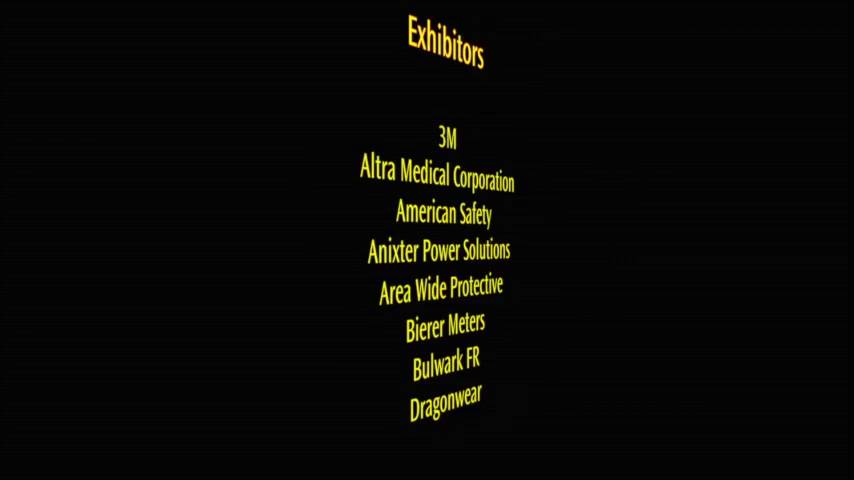 Exhibitors
3M
Altra Medical Corporation
American Safety
Anixter Power Solutions
Area Wide Protective
Bierer Meters
Bulwark FR
Dragonwear